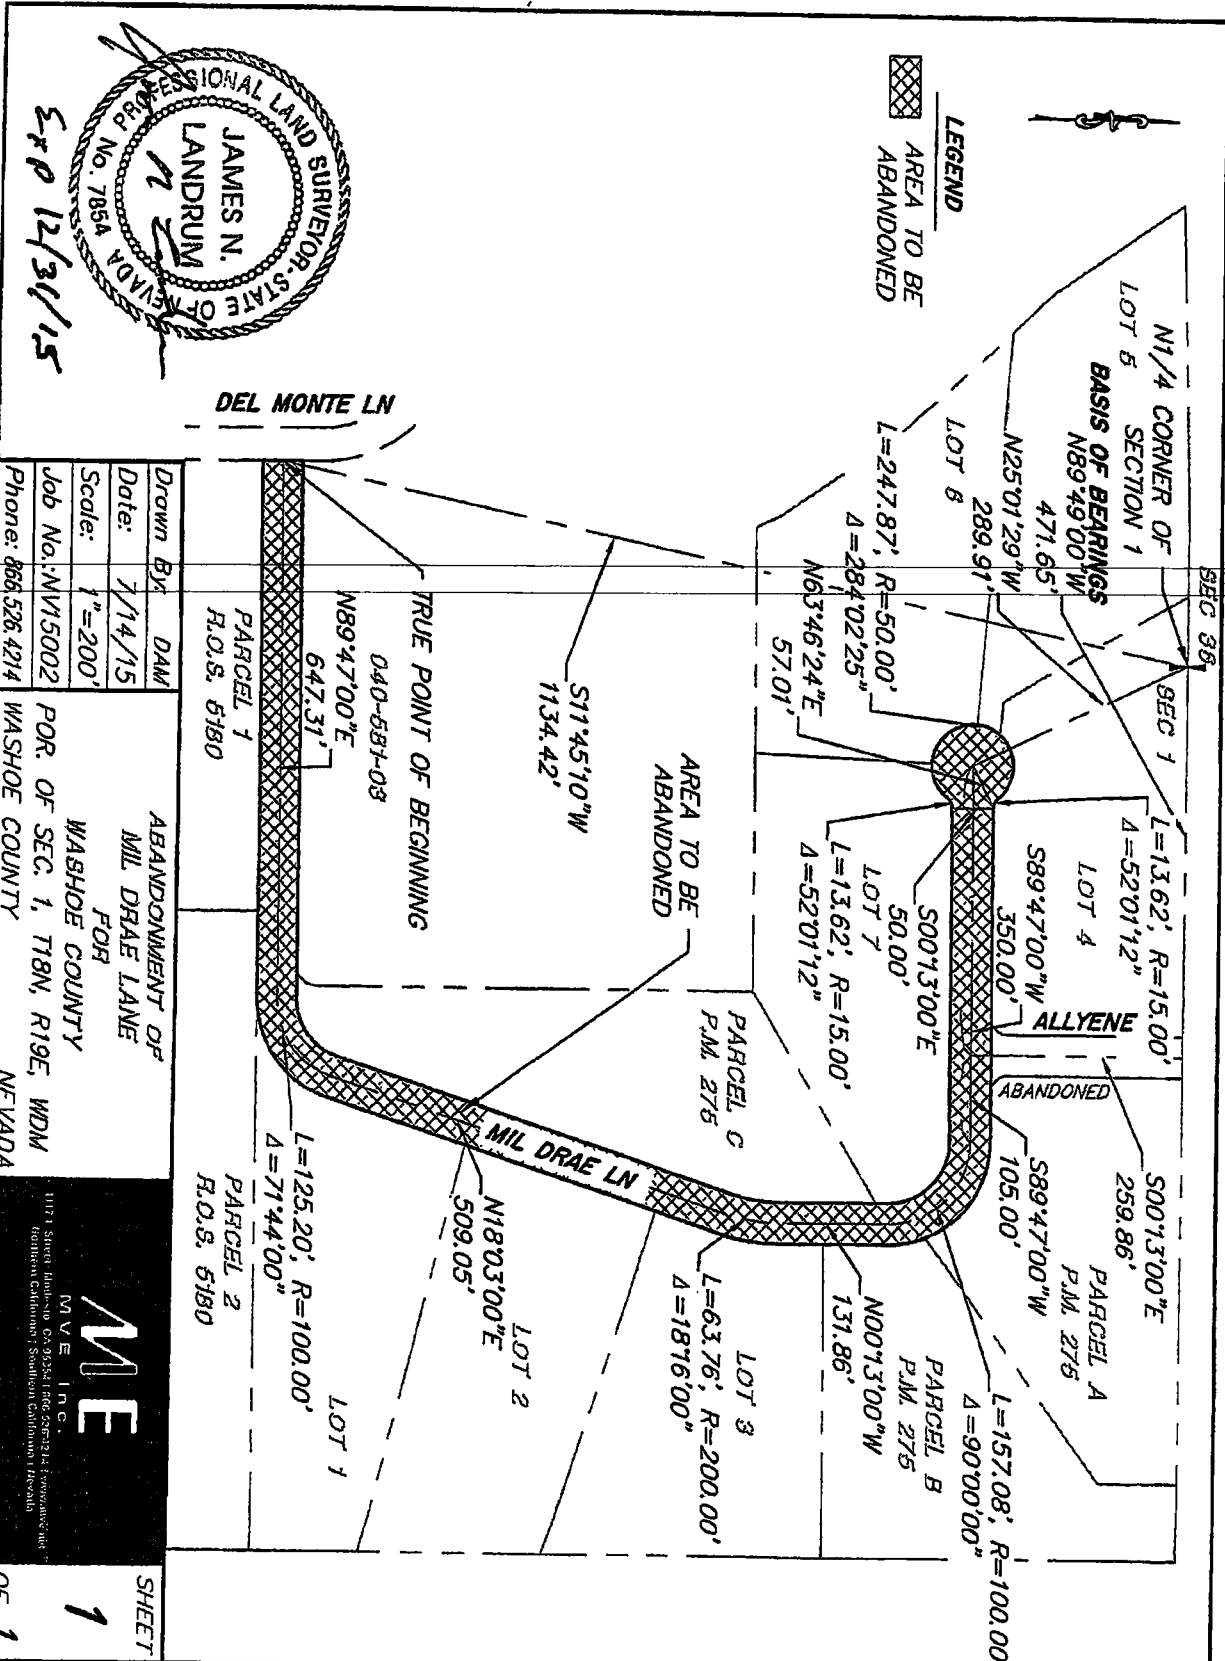 SEC 36
SEC 1
N1/4 CORNER OF
SECTION 1
LOT 5
BASIS OF BEARINGS
N89°49'00"W
471.65'
N25°01'29"W
289.91'
LOT 6
L=247.87', R=50.00'
Δ=284°02'25"
N63°46'24"E
57.01'
L=13.62', R=15.00'
Δ=52°01'12"
LOT 4
S89°47'00"W
350.00'
ALLYENE
ABANDONED
S00°13'00"E
259.86'
PARCEL A
P.M. 276
S89°47'00"W
105.00'
S00°13'00"E
50.00'
LOT 7
L=13.62', R=15.00'
Δ=52°01'12"
L=157.08', R=100.00
Δ=90°00'00"
PARCEL B
P.M. 276
N00°13'00"W
131.86'
PARCEL C
P.M. 276
LOT 3
L=63.76', R=200.00'
Δ=18°16'00"
AREA TO BE
ABANDONED
MIL DRAE LN
LOT 2
N18°03'00"E
509.05'
S11°45'10"W
1134.42'
TRUE POINT OF BEGINNING
040-581-03
N89°47'00"E
647.31'
L=125.20', R=100.00'
Δ=71°44'00"
LOT 1
PARCEL 1
R.O.S. 5180
PARCEL 2
R.O.S. 5180
DEL MONTE LN
LEGEND
AREA TO BE
ABANDONED
PROFESSIONAL LAND SURVEYOR-STATE OF NEVADA
JAMES N.
LANDRUM
No. 7854
Exp 12/31/15
Drawn By: DAM
Date: 7/14/15
Scale: 1"=200'
Job No.:NV15002
Phone: 866.526.4214
ABANDONMENT OF
MIL DRAE LANE
FOR
WASHOE COUNTY
POR. OF SEC. 1, T18N, R19E, WDM
WASHOE COUNTY NEVADA
MVE Inc.
SHEET
1
OF 1